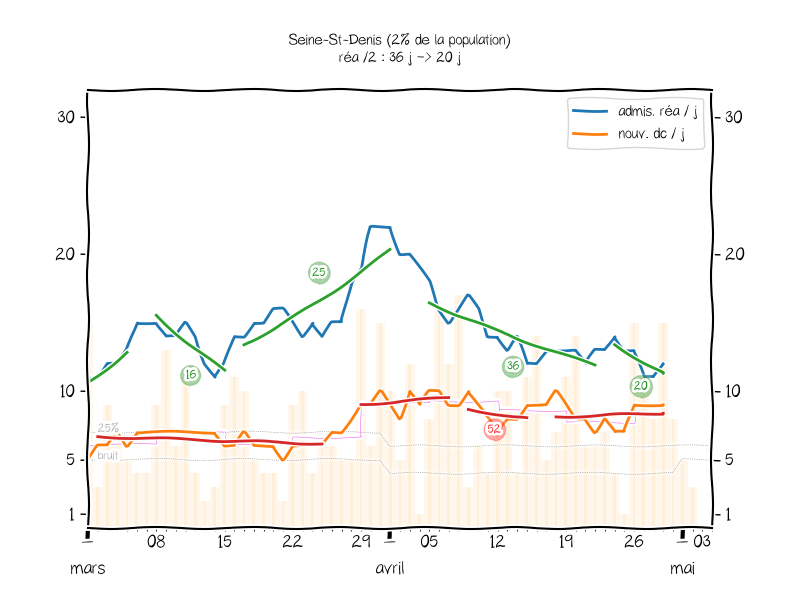 Seine-St-Denis (2% de la population)
réa /2 : 36 j -> 20 j
admis. réa / j
nouv. dc / j
30
30
20
20
10
10
5
5
1
1
25
16
36
20
52
25%
bruit
08 15 22 29 05 12 19 26 03
mars avril mai